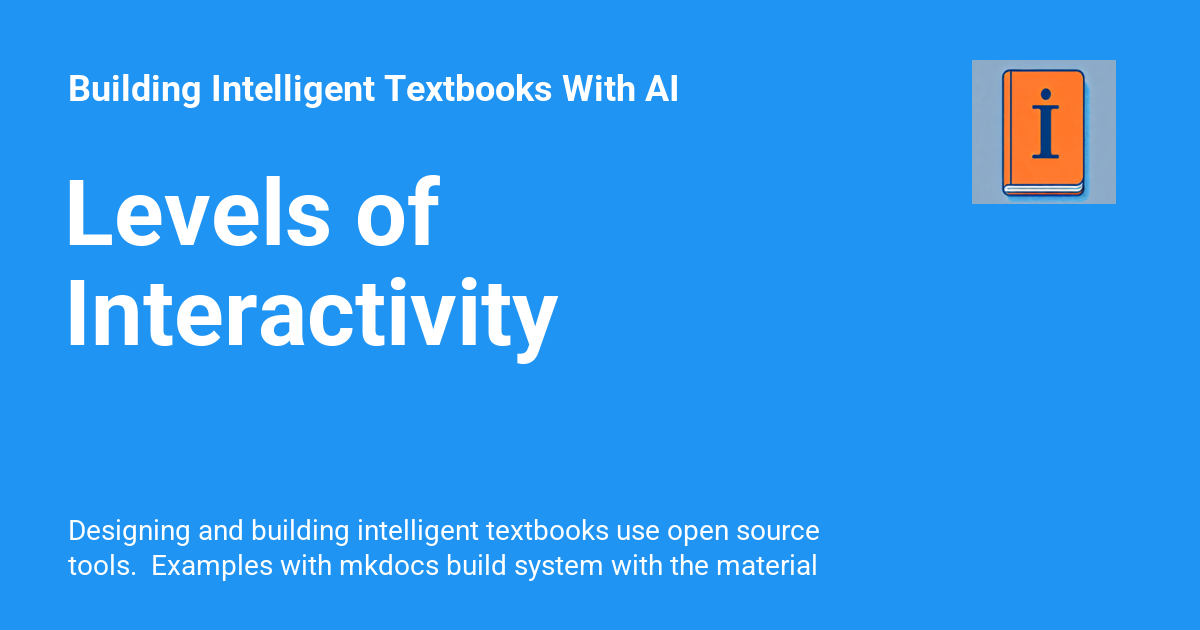 Building Intelligent Textbooks With AI
i
Levels of
Interactivity
Designing and building intelligent textbooks use open source
tools.  Examples with mkdocs build system with the material